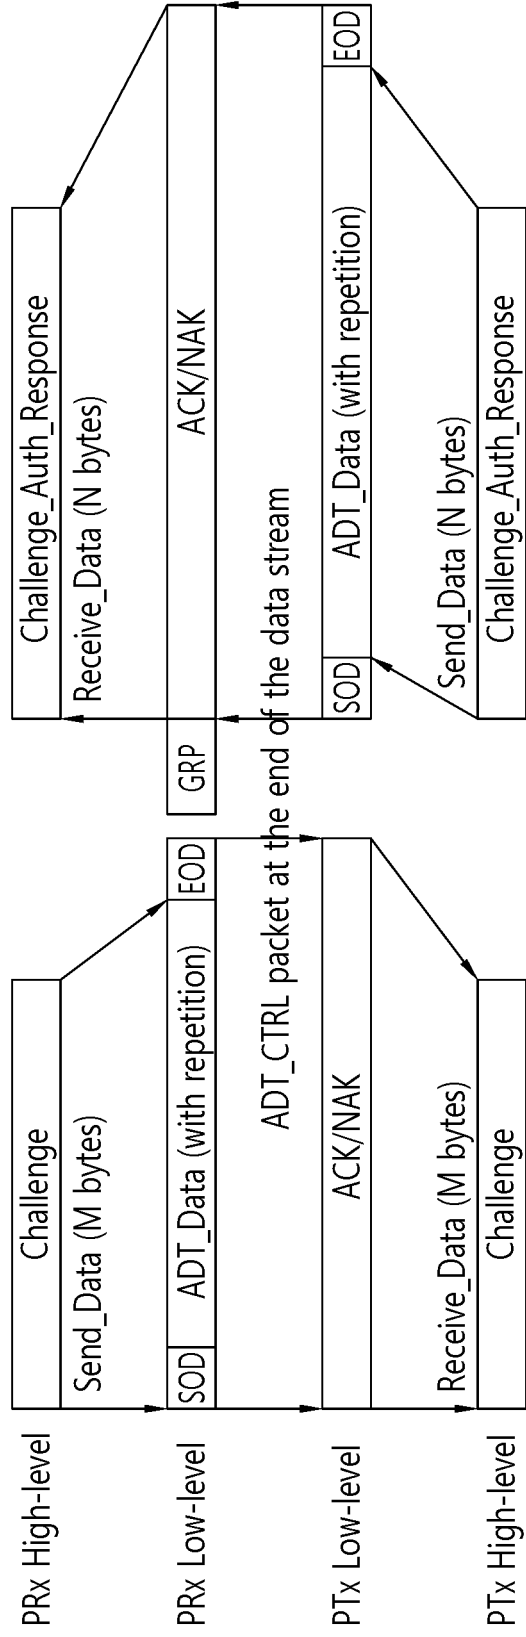 PRx High-level
Challenge
Challenge_Auth_Response
Send_Data (M bytes)
Receive_Data (N bytes)
PRx Low-level
SOD
ADT_Data (with repetition)
EOD
GRP
ACK/NAK
ADT_CTRL packet at the end of the data stream
PTx Low-level
ACK/NAK
SOD
ADT_Data (with repetition)
EOD
Receive_Data (M bytes)
Send_Data (N bytes)
PTx High-level
Challenge
Challenge_Auth_Response